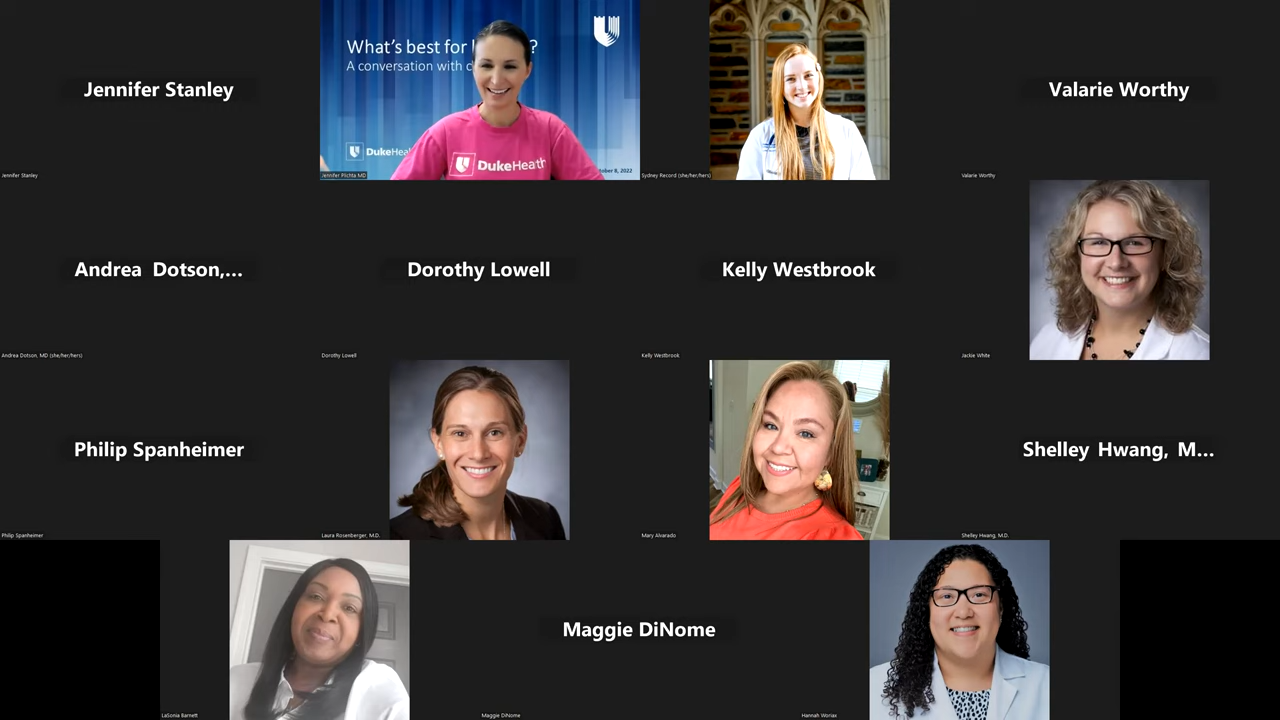 Jennifer Stanley
Jennifer Stanley
What's best for ?
A conversation with
DukeHea
DukeHealth
tober 8, 2022
Jennifer Plichta MD
Sydney Record (she/her/hers)
Valarie Worthy
Valarie Worthy
Andrea Dotson,...
Andrea Dotson, MD (she/her/hers)
Dorothy Lowell
Dorothy Lowell
Kelly Westbrook
Kelly Westbrook
Jackie White
Philip Spanheimer
Philip Spanheimer
Laura Rosenberger, M.D.
Mary Alvarado
Shelley Hwang, M...
Shelley Hwang, M.D.
LaSonia Barnett
Maggie DiNome
Maggie DiNome
Hannah Woriax